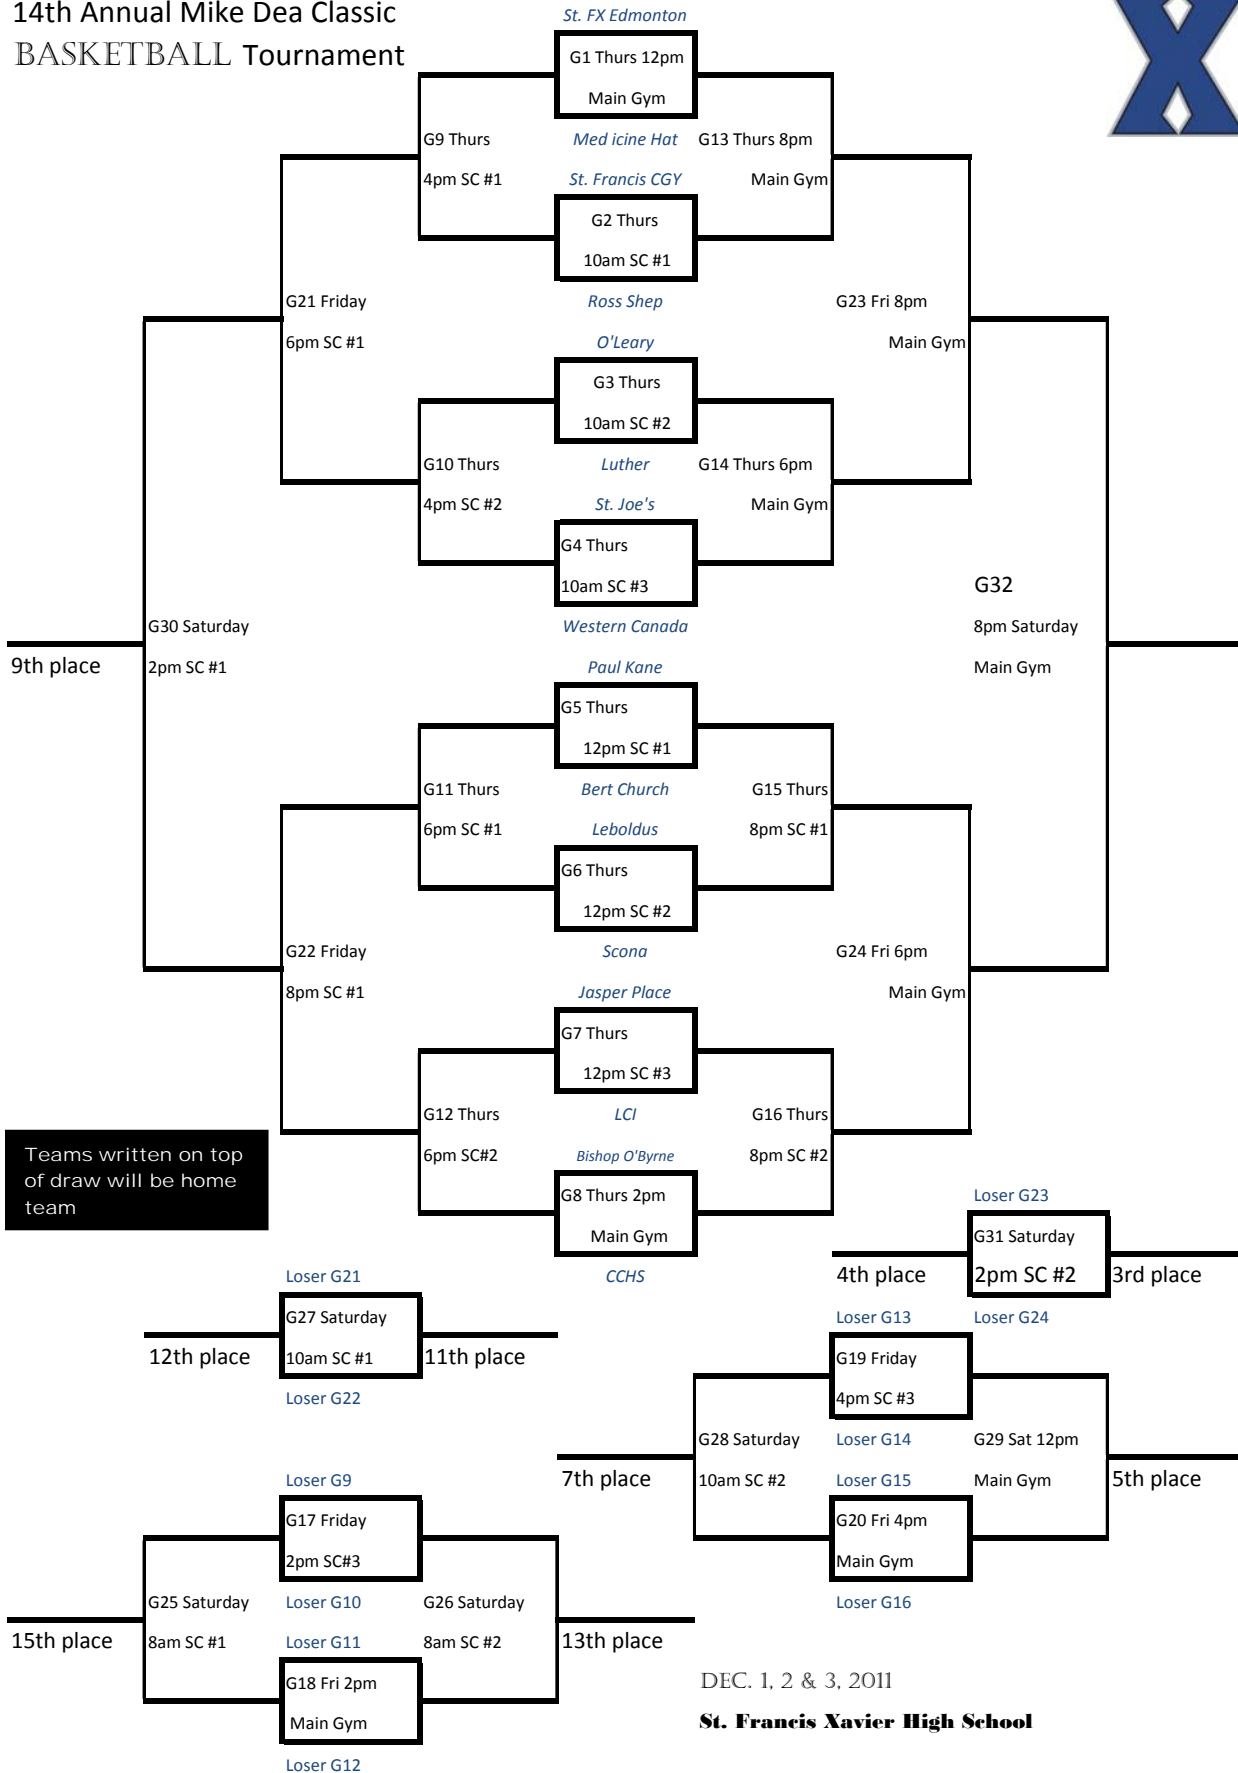 14th Annual Mike Dea Classic
BASKETBALL Tournament
St. FX Edmonton
G1 Thurs 12pm
Main Gym
G9 Thurs
Med icine Hat
G13 Thurs 8pm
4pm SC #1
St. Francis CGY
Main Gym
G2 Thurs
10am SC #1
G21 Friday
Ross Shep
G23 Fri 8pm
6pm SC #1
O'Leary
Main Gym
G3 Thurs
10am SC #2
G10 Thurs
Luther
G14 Thurs 6pm
4pm SC #2
St. Joe's
Main Gym
G4 Thurs
10am SC #3
G32
G30 Saturday
Western Canada
8pm Saturday
9th place
2pm SC #1
Paul Kane
Main Gym
G5 Thurs
12pm SC #1
G11 Thurs
Bert Church
G15 Thurs
6pm SC #1
Leboldus
8pm SC #1
G6 Thurs
12pm SC #2
G22 Friday
Scona
G24 Fri 6pm
8pm SC #1
Jasper Place
Main Gym
G7 Thurs
12pm SC #3
G12 Thurs
LCI
G16 Thurs
6pm SC#2
Bishop O'Byrne
8pm SC #2
Teams written on top
of draw will be home
team
G8 Thurs 2pm
Main Gym
CCHS
Loser G23
G31 Saturday
4th place
2pm SC #2
3rd place
Loser G24
Loser G21
G27 Saturday
12th place
10am SC #1
11th place
Loser G22
Loser G13
G19 Friday
4pm SC #3
G28 Saturday
Loser G14
G29 Sat 12pm
7th place
10am SC #2
Loser G15
Main Gym
5th place
G20 Fri 4pm
Main Gym
Loser G16
Loser G9
G17 Friday
2pm SC#3
G25 Saturday
Loser G10
G26 Saturday
15th place
8am SC #1
Loser G11
8am SC #2
13th place
G18 Fri 2pm
Main Gym
Loser G12
DEC. 1, 2 & 3, 2011
St. Francis Xavier High School
X